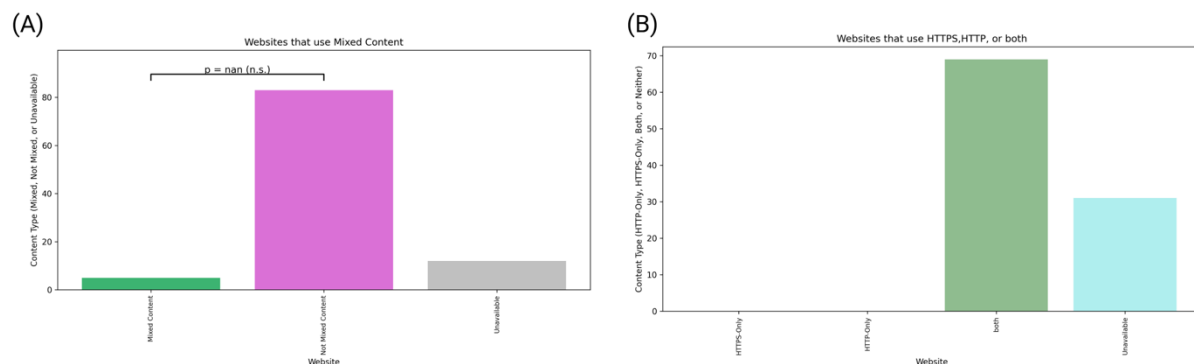 (A)
Websites that use Mixed Content
p = nan (n.s.)
Content Type (Mixed, Not Mixed, or Unavailable)
80
60
40
20
0
Mixed Content
Not Mixed Content
Unavailable
Website
(B)
Websites that use HTTPS,HTTP, or both
Content Type (HTTP-Only, HTTPS-Only, Both, or Neither)
70
60
50
40
30
20
10
0
HTTPS-Only
HTTP-Only
both
Unavailable
Website